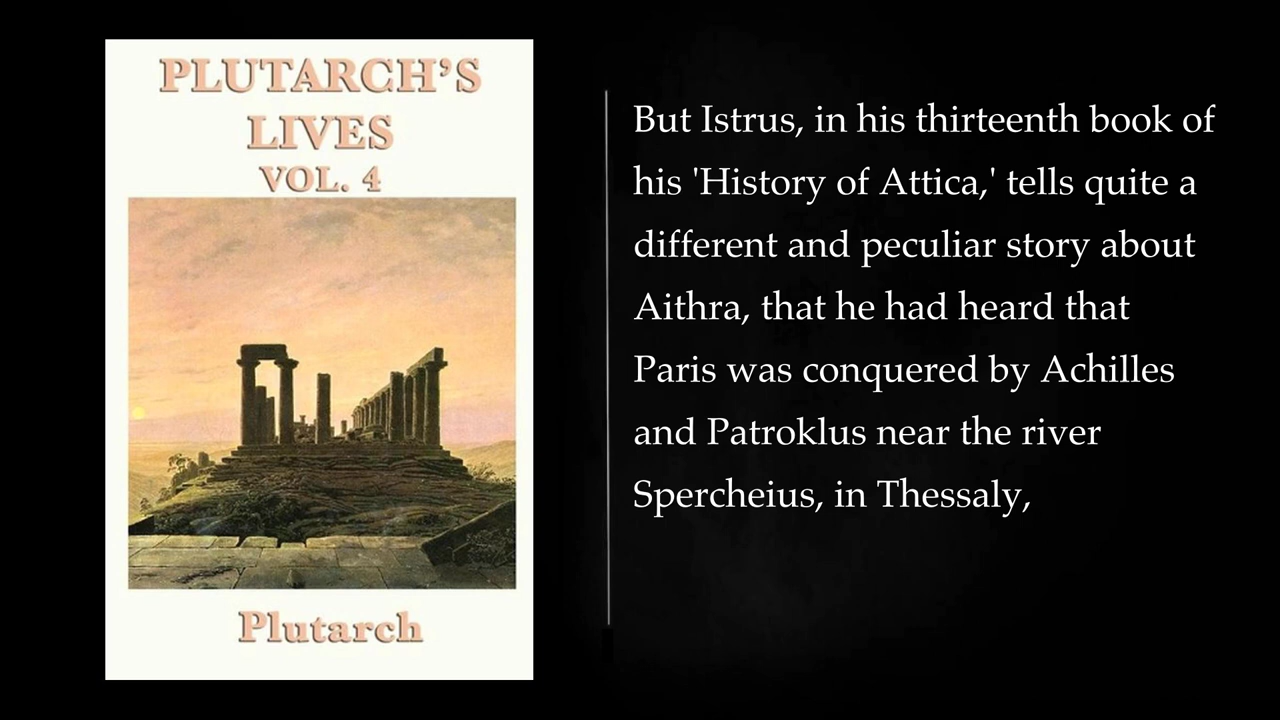 PLUTARCH'S
LIVES
VOL. 4
Plutarch
But Istrus, in his thirteenth book of
his 'History of Attica,' tells quite a
different and peculiar story about
Aithra, that he had heard that
Paris was conquered by Achilles
and Patroklus near the river
Spercheius, in Thessaly,